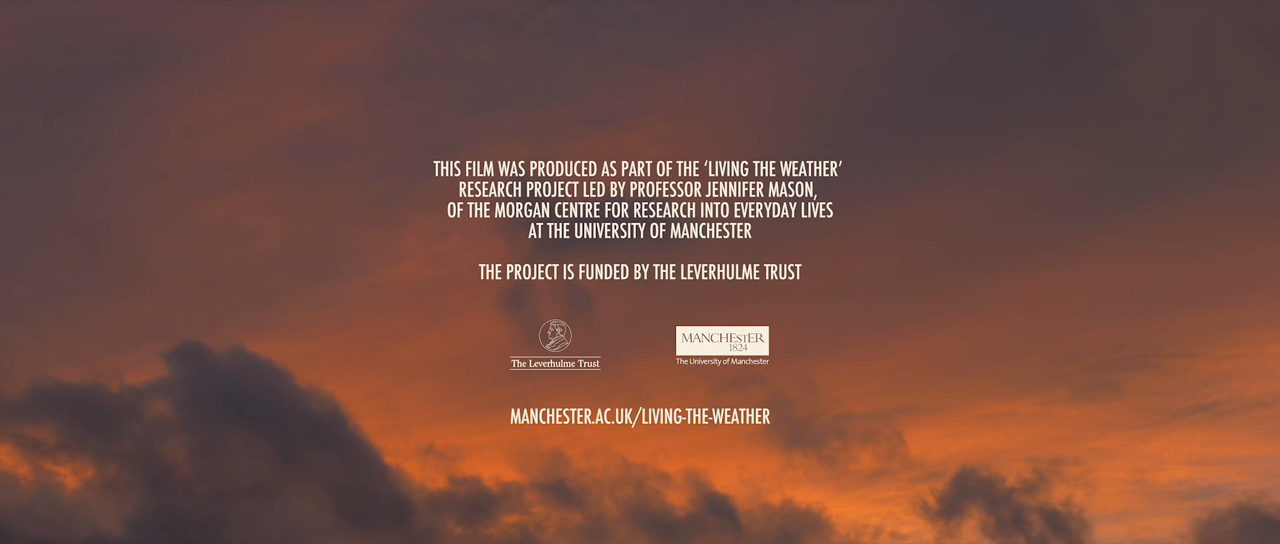 THIS FILM WAS PRODUCED AS PART OF THE ‘LIVING THE WEATHER’
RESEARCH PROJECT LED BY PROFESSOR JENNIFER MASON,
OF THE MORGAN CENTRE FOR RESEARCH INTO EVERYDAY LIVES
AT THE UNIVERSITY OF MANCHESTER
THE PROJECT IS FUNDED BY THE LEVERHULME TRUST
The Leverhulme Trust
MANCHEsTER
1824
The University of Manchester
MANCHESTER.AC.UK/LIVING-THE-WEATHER